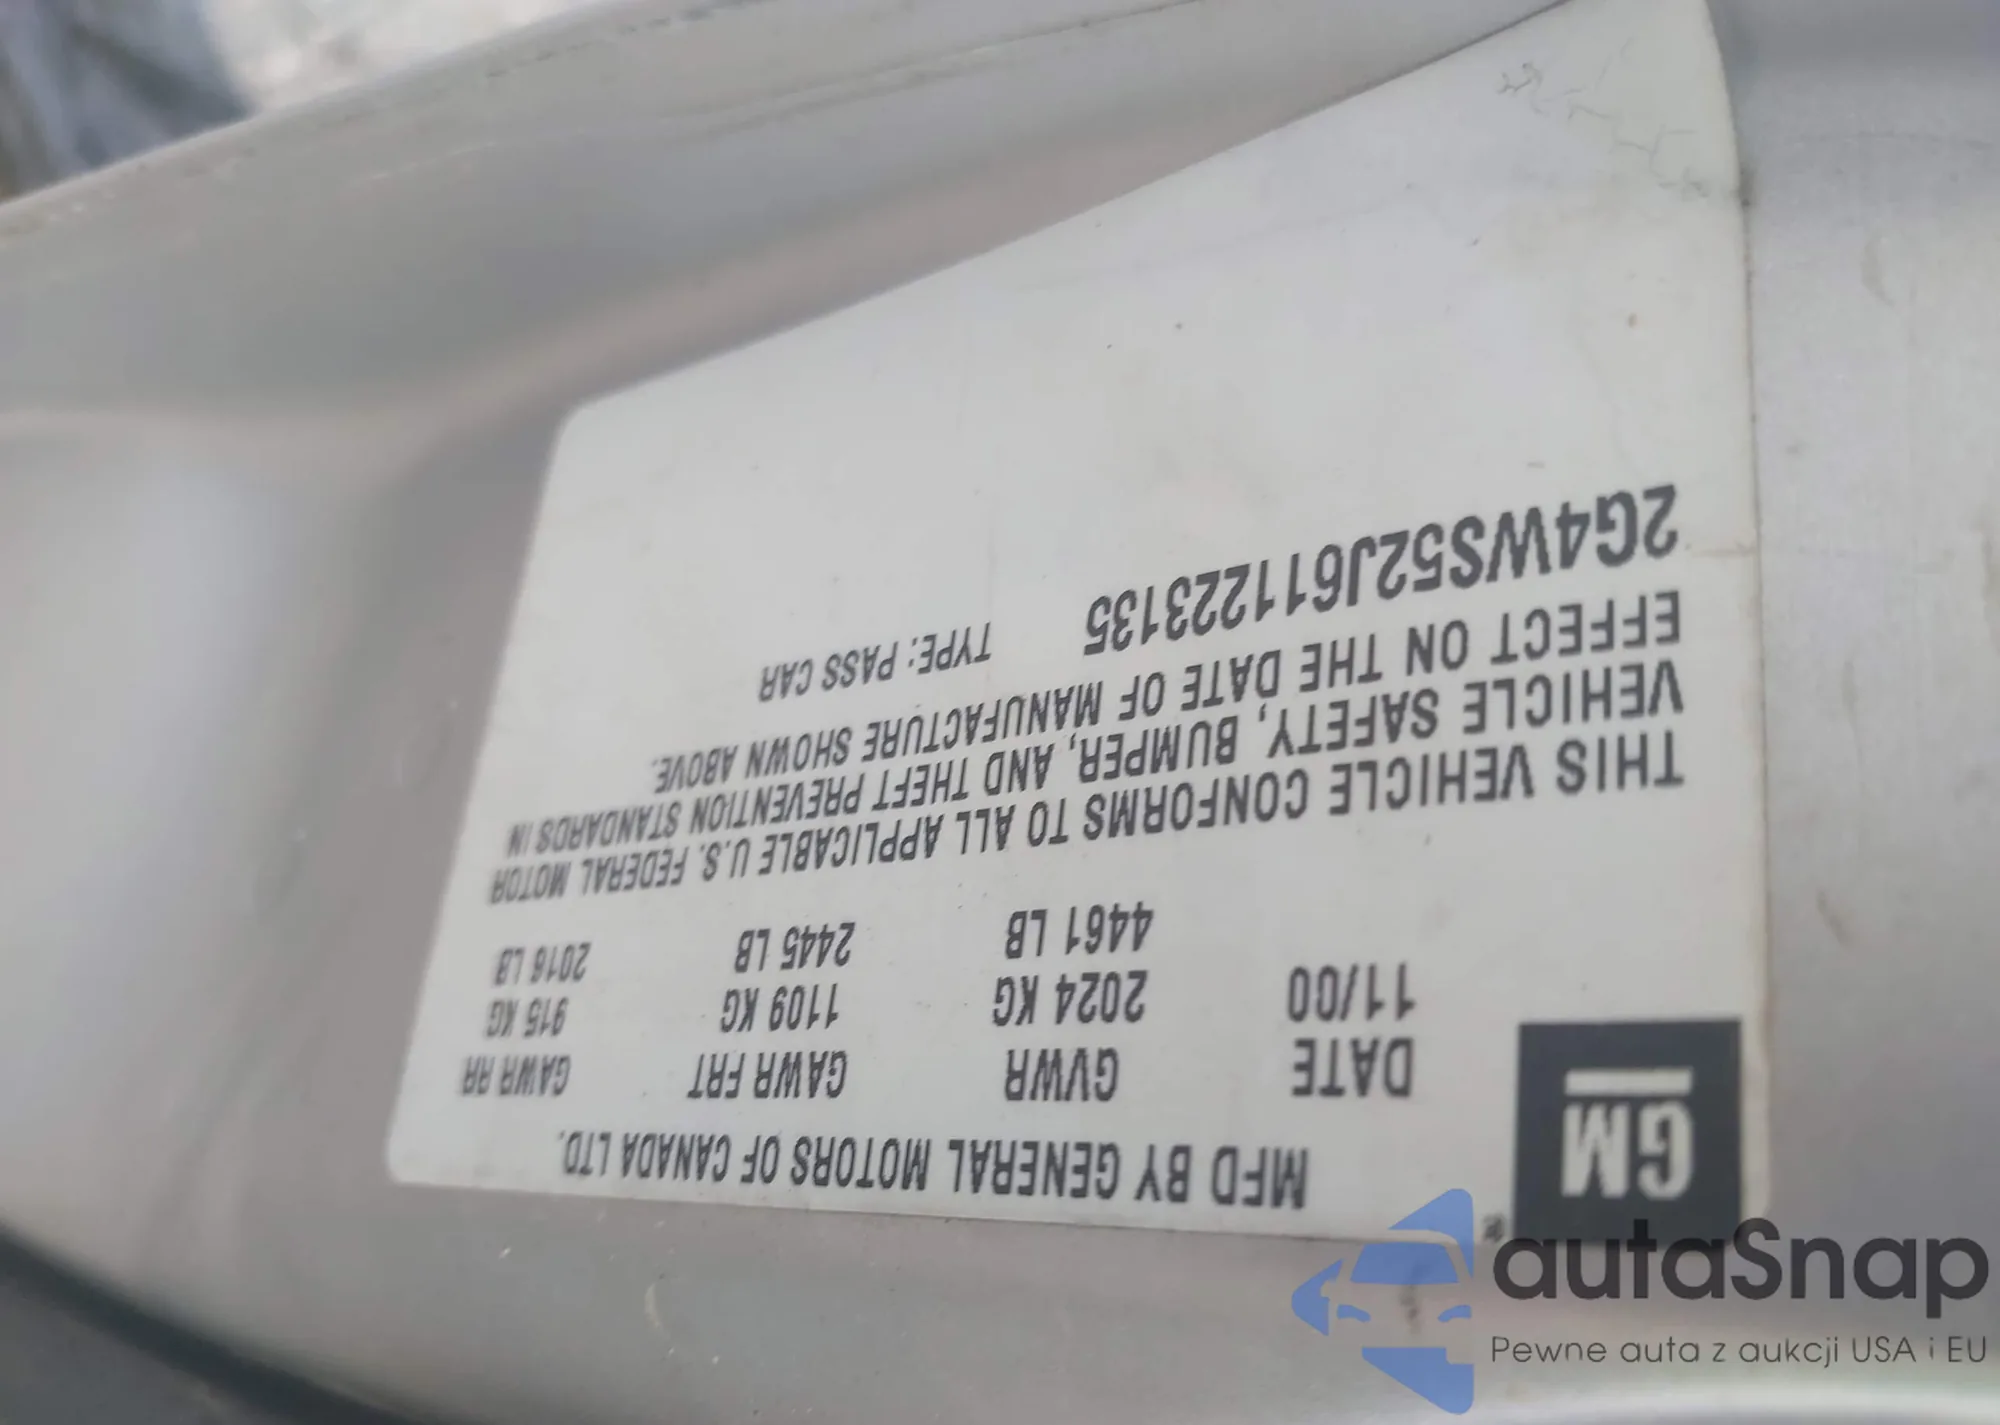 GM
MFD BY GENERAL MOTORS OF CANADA LTD.
DATE GVWR GAWR FRT GAWR RR
11/00 2024 KG 1109 KG 915 KG
4461 LB 2445 LB 2016 LB
THIS VEHICLE CONFORMS TO ALL APPLICABLE U.S. FEDERAL MOTOR
VEHICLE SAFETY, BUMPER, AND THEFT PREVENTION STANDARDS IN
EFFECT ON THE DATE OF MANUFACTURE SHOWN ABOVE.
2G4WS52J611223135 TYPE: PASS CAR
autaSnap
Pewne auta z aukcji USA i EU